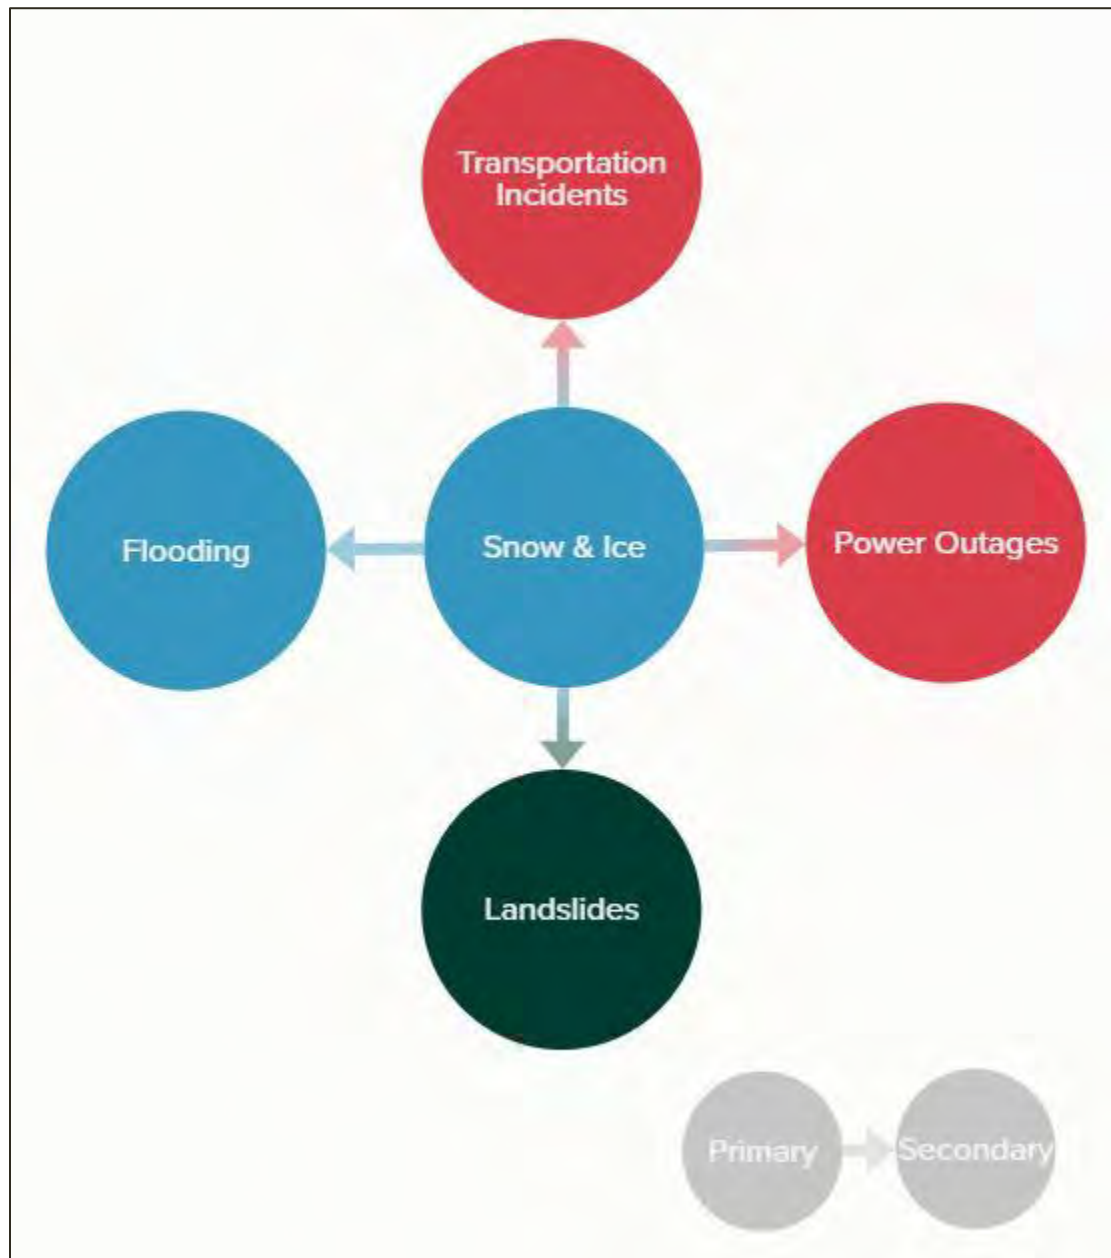 Transportation
Incidents
Flooding
Snow & Ice
Power Outages
Landslides
Primary
Secondary